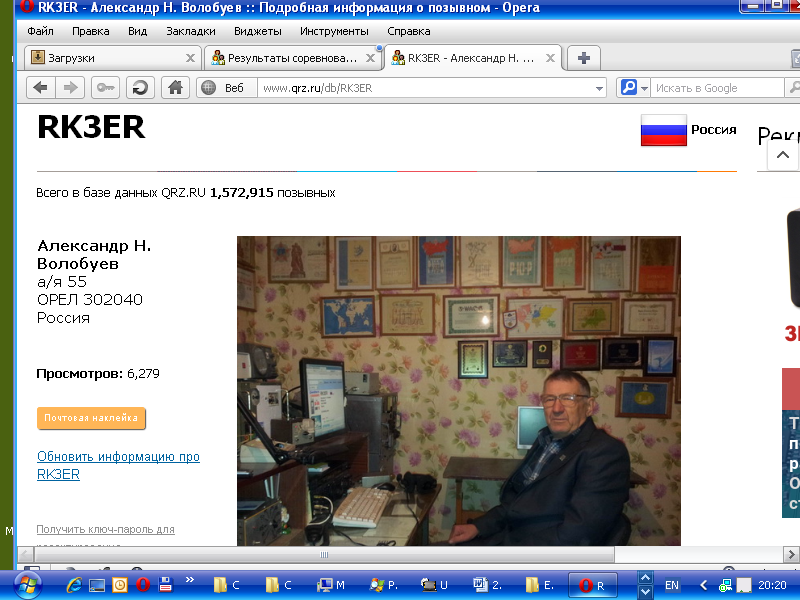 RK3ER - Александр Н. Волобуев :: Подробная информация о позывном - Opera
Файл Правка Вид Закладки Виджеты Инструменты Справка
Загрузки
Результаты соревнова...
RK3ER - Александр Н. ...
Веб
www.qrz.ru/db/RK3ER
Искать в Google
RK3ER
Россия
Всего в базе данных QRZ.RU 1,572,915 позывных
Александр Н.
Волобуев
а/я 55
ОРЕЛ 302040
Россия
Просмотров: 6,279
Почтовая наклейка
Обновить информацию про
RK3ER
Получить ключ-пароль для
С С М Р. U 2. Е. R EN 20:20